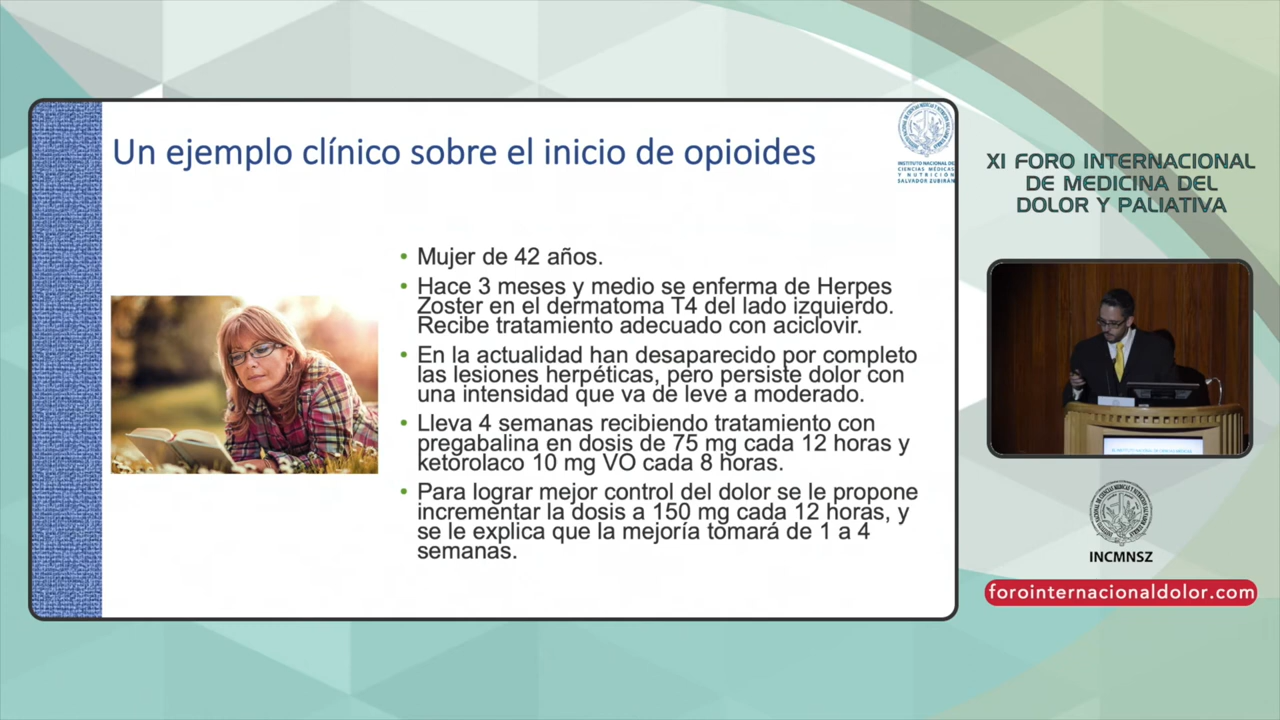 Un ejemplo clínico sobre el inicio de opioides
INSTITUTO NACIONAL DE
CIENCIAS MÉDICAS
Y NUTRICIÓN
SALVADOR ZUBIRÁN
• Mujer de 42 años.
• Hace 3 meses y medio se enferma de Herpes
Zoster en el dermatoma T4 del lado izquierdo.
Recibe tratamiento adecuado con aciclovir.
• En la actualidad han desaparecido por completo
las lesiones herpéticas, pero persiste dolor con
una intensidad que va de leve a moderado.
• Lleva 4 semanas recibiendo tratamiento con
pregabalina en dosis de 75 mg cada 12 horas y
ketorolaco 10 mg VO cada 8 horas.
• Para lograr mejor control del dolor se le propone
incrementar la dosis a 150 mg cada 12 horas, y
se le explica que la mejoría tomará de 1 a 4
semanas.
XI FORO INTERNACIONAL
DE MEDICINA DEL
DOLOR Y PALIATIVA
INCMNSZ
forointernacionaldolor.com